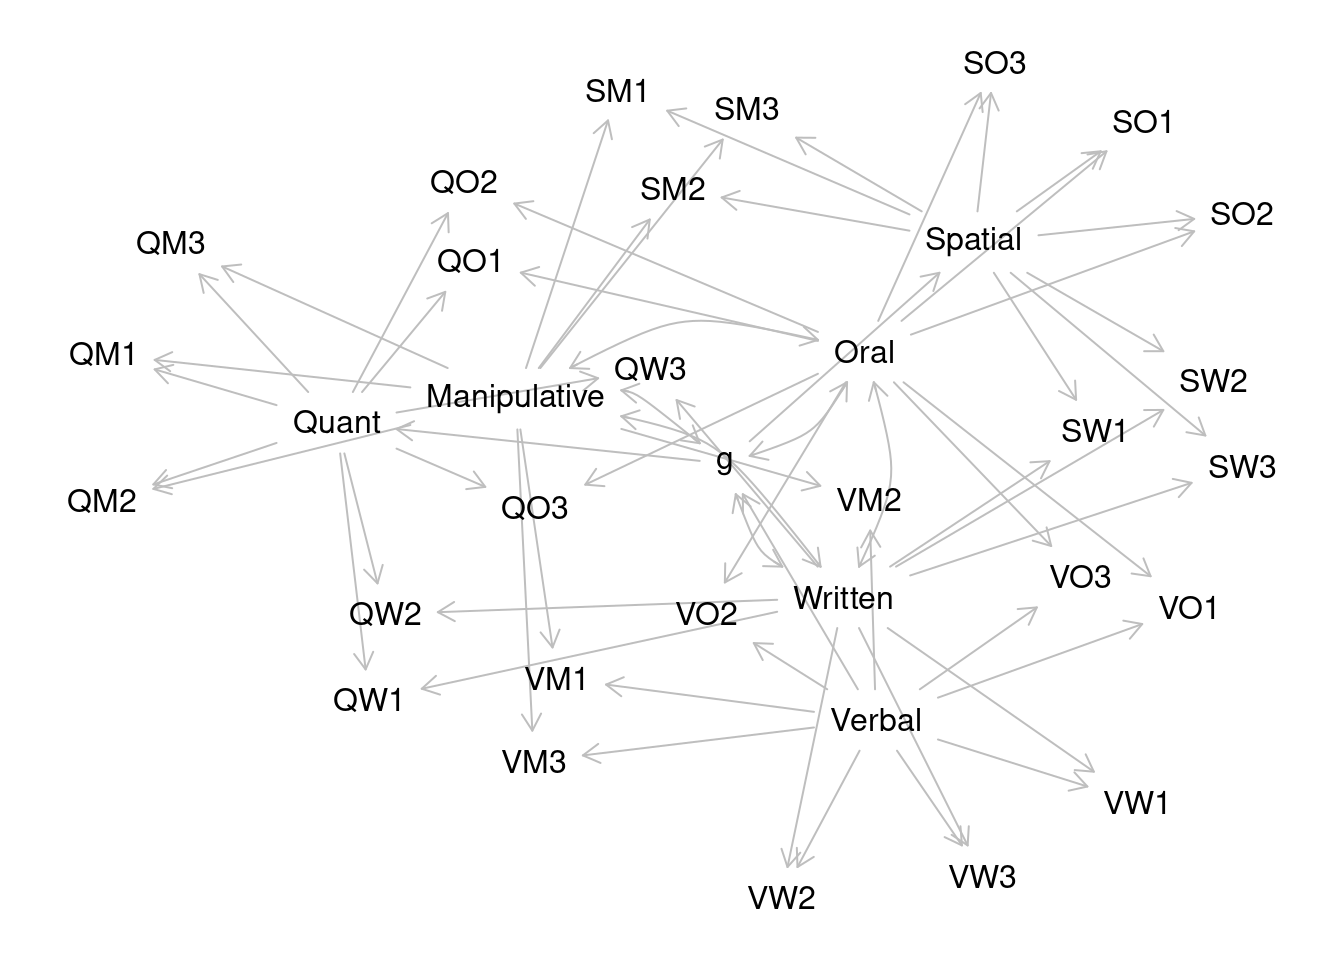 SO3
SM1
SM3
SO1
QO2
SM2
SO2
QM3
Spatial
QO1
QM1
Oral
QW3
SW2
Manipulative
Quant
SW1
g
SW3
QM2
VM2
QO3
VO3
Written
VO1
QW2
VO2
VM1
QW1
Verbal
VM3
VW1
VW3
VW2